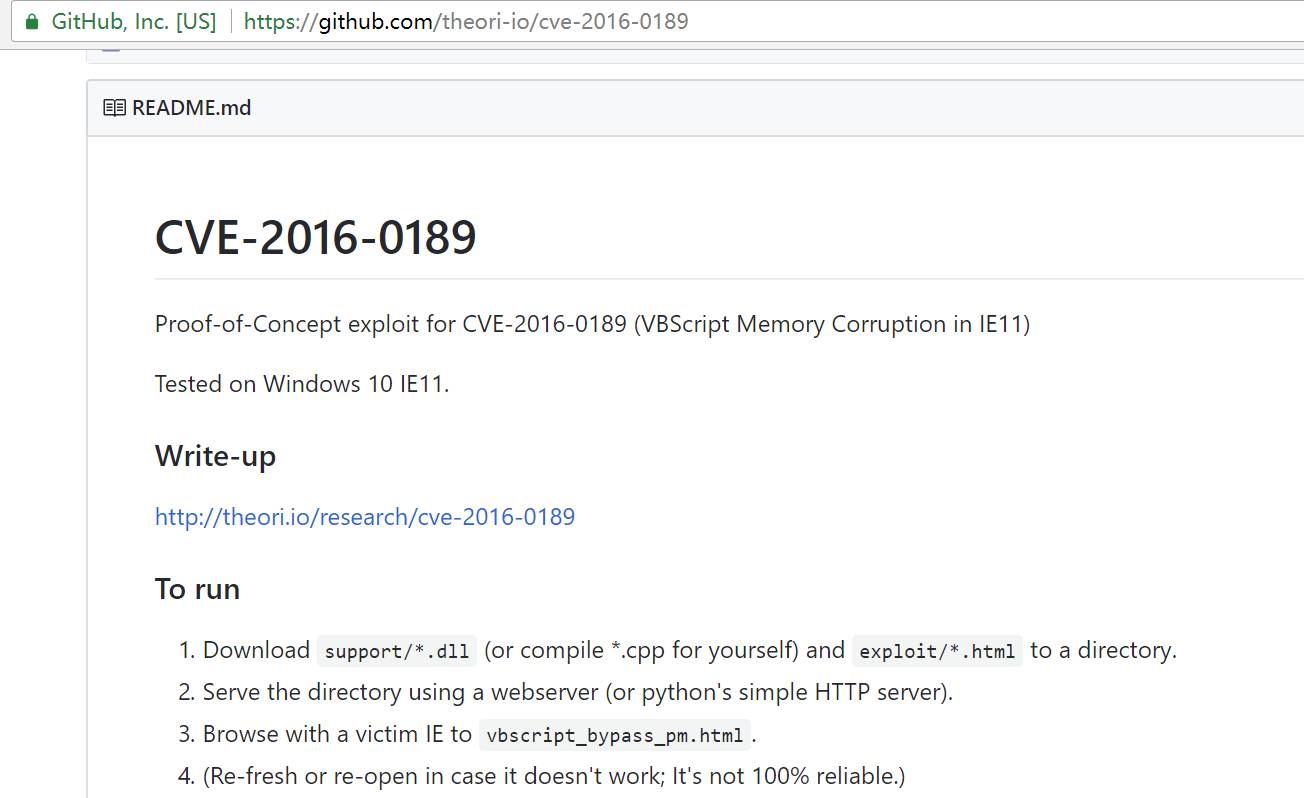 GitHub, Inc. [US] https://github.com/theori-io/cve-2016-0189
README.md
CVE-2016-0189
Proof-of-Concept exploit for CVE-2016-0189 (VBScript Memory Corruption in IE11)
Tested on Windows 10 IE11.
Write-up
http://theori.io/research/cve-2016-0189
To run
1. Download support/*.dll (or compile *.cpp for yourself) and exploit/*.html to a directory.
2. Serve the directory using a webserver (or python's simple HTTP server).
3. Browse with a victim IE to vbscript_bypass_pm.html.
4. (Re-fresh or re-open in case it doesn't work; It's not 100% reliable.)